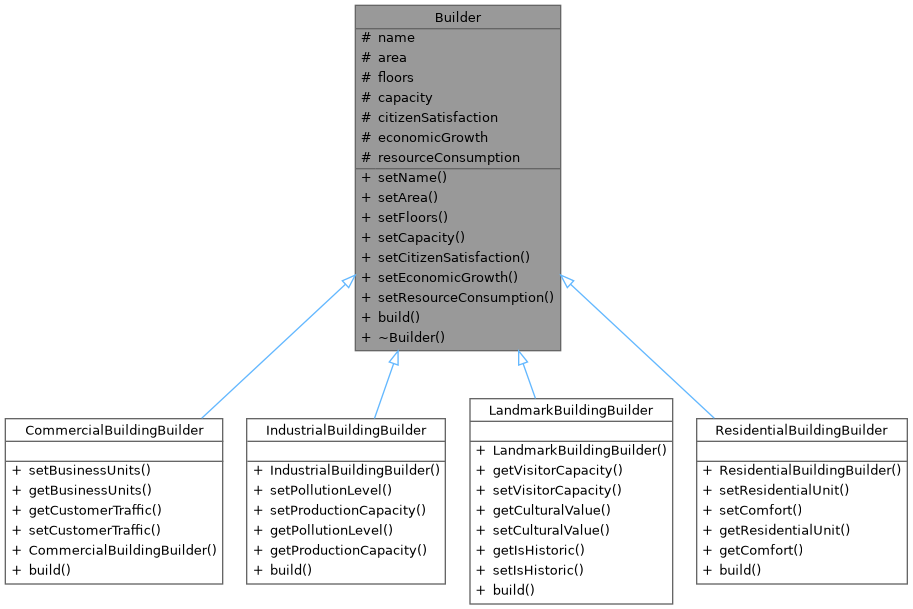 Builder
# name
# area
# floors
# capacity
# citizenSatisfaction
# economicGrowth
# resourceConsumption
+ setName()
+ setArea()
+ setFloors()
+ setCapacity()
+ setCitizenSatisfaction()
+ setEconomicGrowth()
+ setResourceConsumption()
+ build()
+ ~Builder()
CommercialBuildingBuilder
+ setBusinessUnits()
+ getBusinessUnits()
+ getCustomerTraffic()
+ setCustomerTraffic()
+ CommercialBuildingBuilder()
+ build()
IndustrialBuildingBuilder
+ IndustrialBuildingBuilder()
+ setPollutionLevel()
+ setProductionCapacity()
+ getPollutionLevel()
+ getProductionCapacity()
+ build()
LandmarkBuildingBuilder
+ LandmarkBuildingBuilder()
+ getVisitorCapacity()
+ setVisitorCapacity()
+ getCulturalValue()
+ setCulturalValue()
+ getIsHistoric()
+ setIsHistoric()
+ build()
ResidentialBuildingBuilder
+ ResidentialBuildingBuilder()
+ setResidentialUnit()
+ setComfort()
+ getResidentialUnit()
+ getComfort()
+ build()